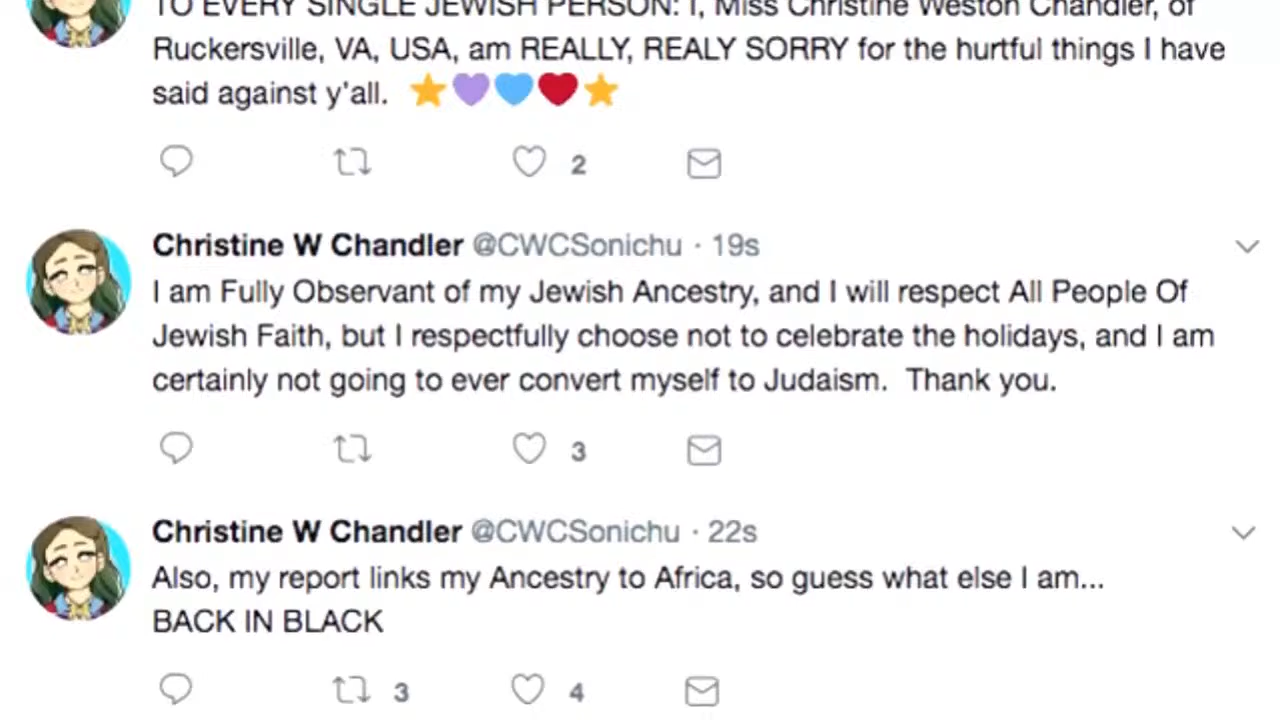 TO EVERY SINGLE JEWISH PERSON: I, Miss Christine Weston Chandler, of
Ruckersville, VA, USA, am REALLY, REALY SORRY for the hurtful things I have
said against y'all. ⭐💜💙❤️⭐
2
Christine W Chandler @CWCSonichu · 19s
I am Fully Observant of my Jewish Ancestry, and I will respect All People Of
Jewish Faith, but I respectfully choose not to celebrate the holidays, and I am
certainly not going to ever convert myself to Judaism. Thank you.
3
Christine W Chandler @CWCSonichu · 22s
Also, my report links my Ancestry to Africa, so guess what else I am...
BACK IN BLACK
3 4